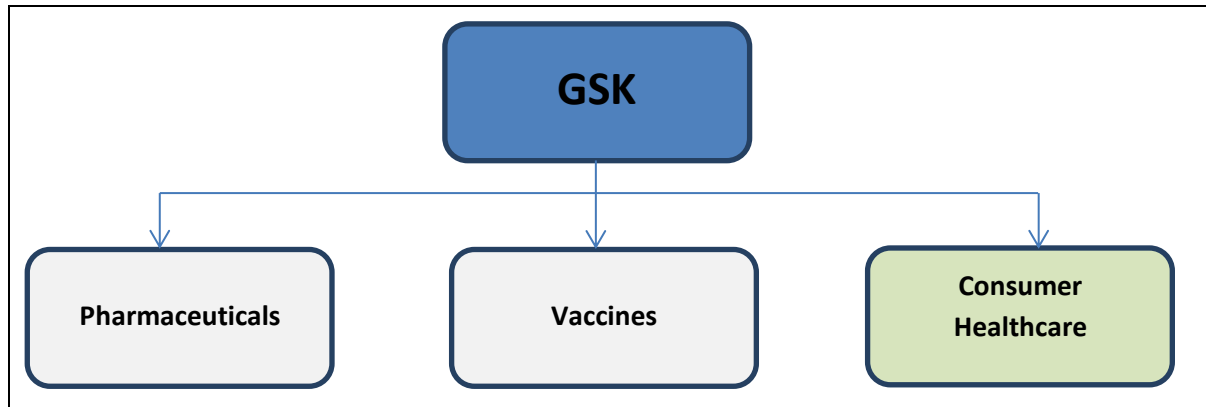 GSK
Pharmaceuticals
Vaccines
Consumer
Healthcare